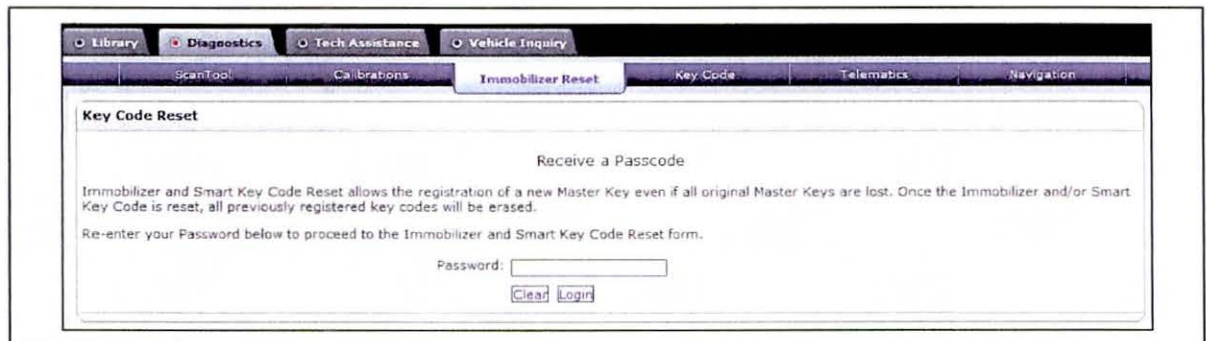 Library Diagnostics Tech Assistance Vehicle Inquiry
ScanTool Calibrations Immobilizer Reset Key Code Telematics Navigation
Key Code Reset
Receive a Passcode
Immobilizer and Smart Key Code Reset allows the registration of a new Master Key even if all original Master Keys are lost. Once the Immobilizer and/or Smart
Key Code is reset, all previously registered key codes will be erased.
Re-enter your Password below to proceed to the Immobilizer and Smart Key Code Reset form.
Password:
Clear Login